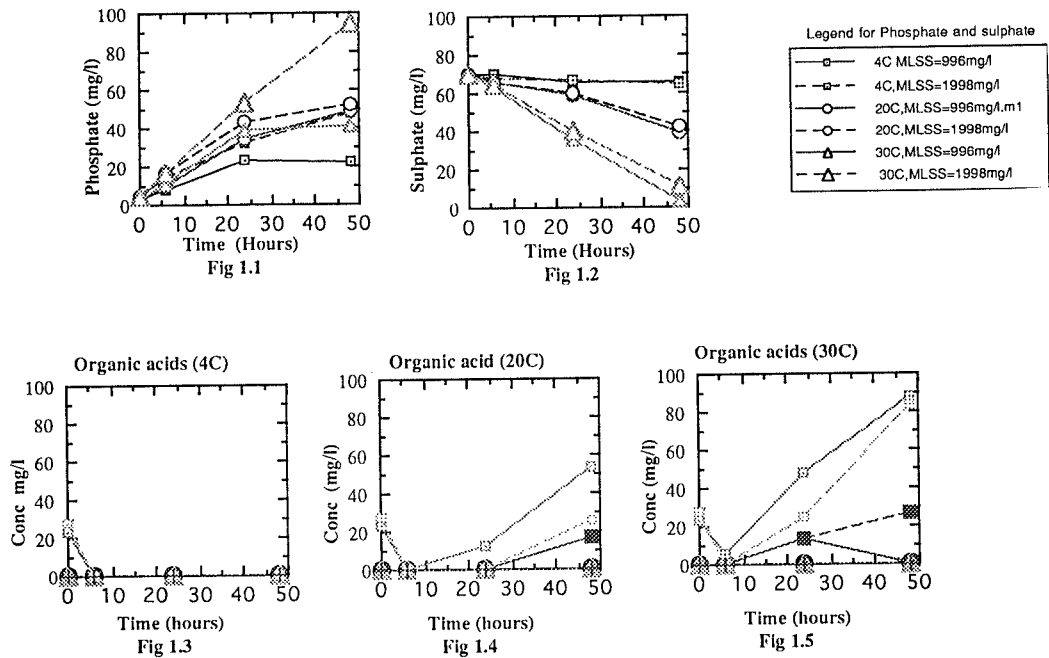 100
80
60
40
20
0
Phosphate (mg/l)
0 10 20 30 40 50
Time (Hours)
Fig 1.1
100
80
60
40
20
0
Sulphate (mg/l)
0 10 20 30 40 50
Time (Hours)
Fig 1.2
Legend for Phosphate and sulphate
4C MLSS=996mg/l
4C,MLSS=1998mg/l
20C,MLSS=996mg/l.m1
20C,MLSS=1998mg/l
30C,MLSS=996mg/l
30C,MLSS=1998mg/l
Organic acids (4C)
100
80
60
40
20
0
Conc mg/l
0 10 20 30 40 50
Time (hours)
Fig 1.3
Organic acid (20C)
100
80
60
40
20
0
Conc (mg/l)
0 10 20 30 40 50
Time (hours)
Fig 1.4
Organic acids (30C)
100
80
60
40
20
0
Conc (mg/l)
0 10 20 30 40 50
Time (hours)
Fig 1.5